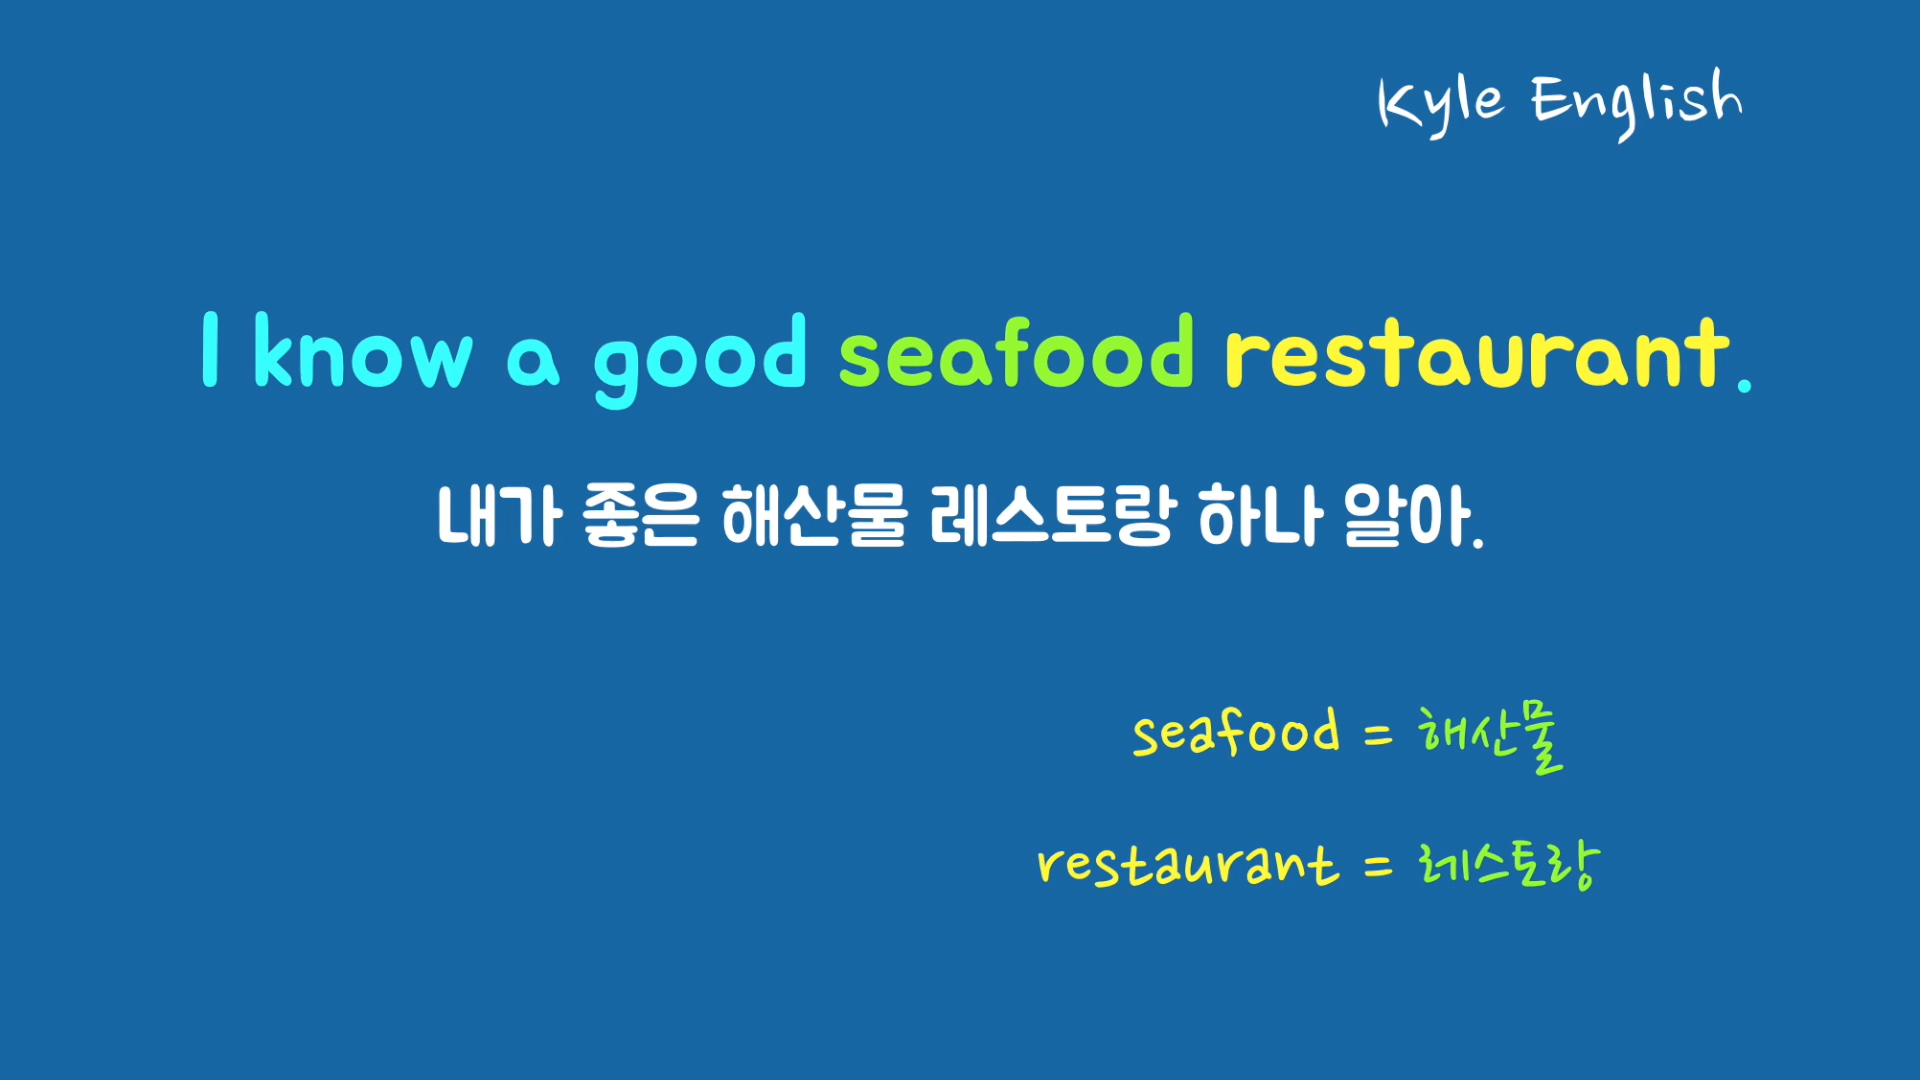 Kyle English
I know a good seafood restaurant.
내가 좋은 해산물 레스토랑 하나 알아.
seafood = 해산물
restaurant = 레스토랑